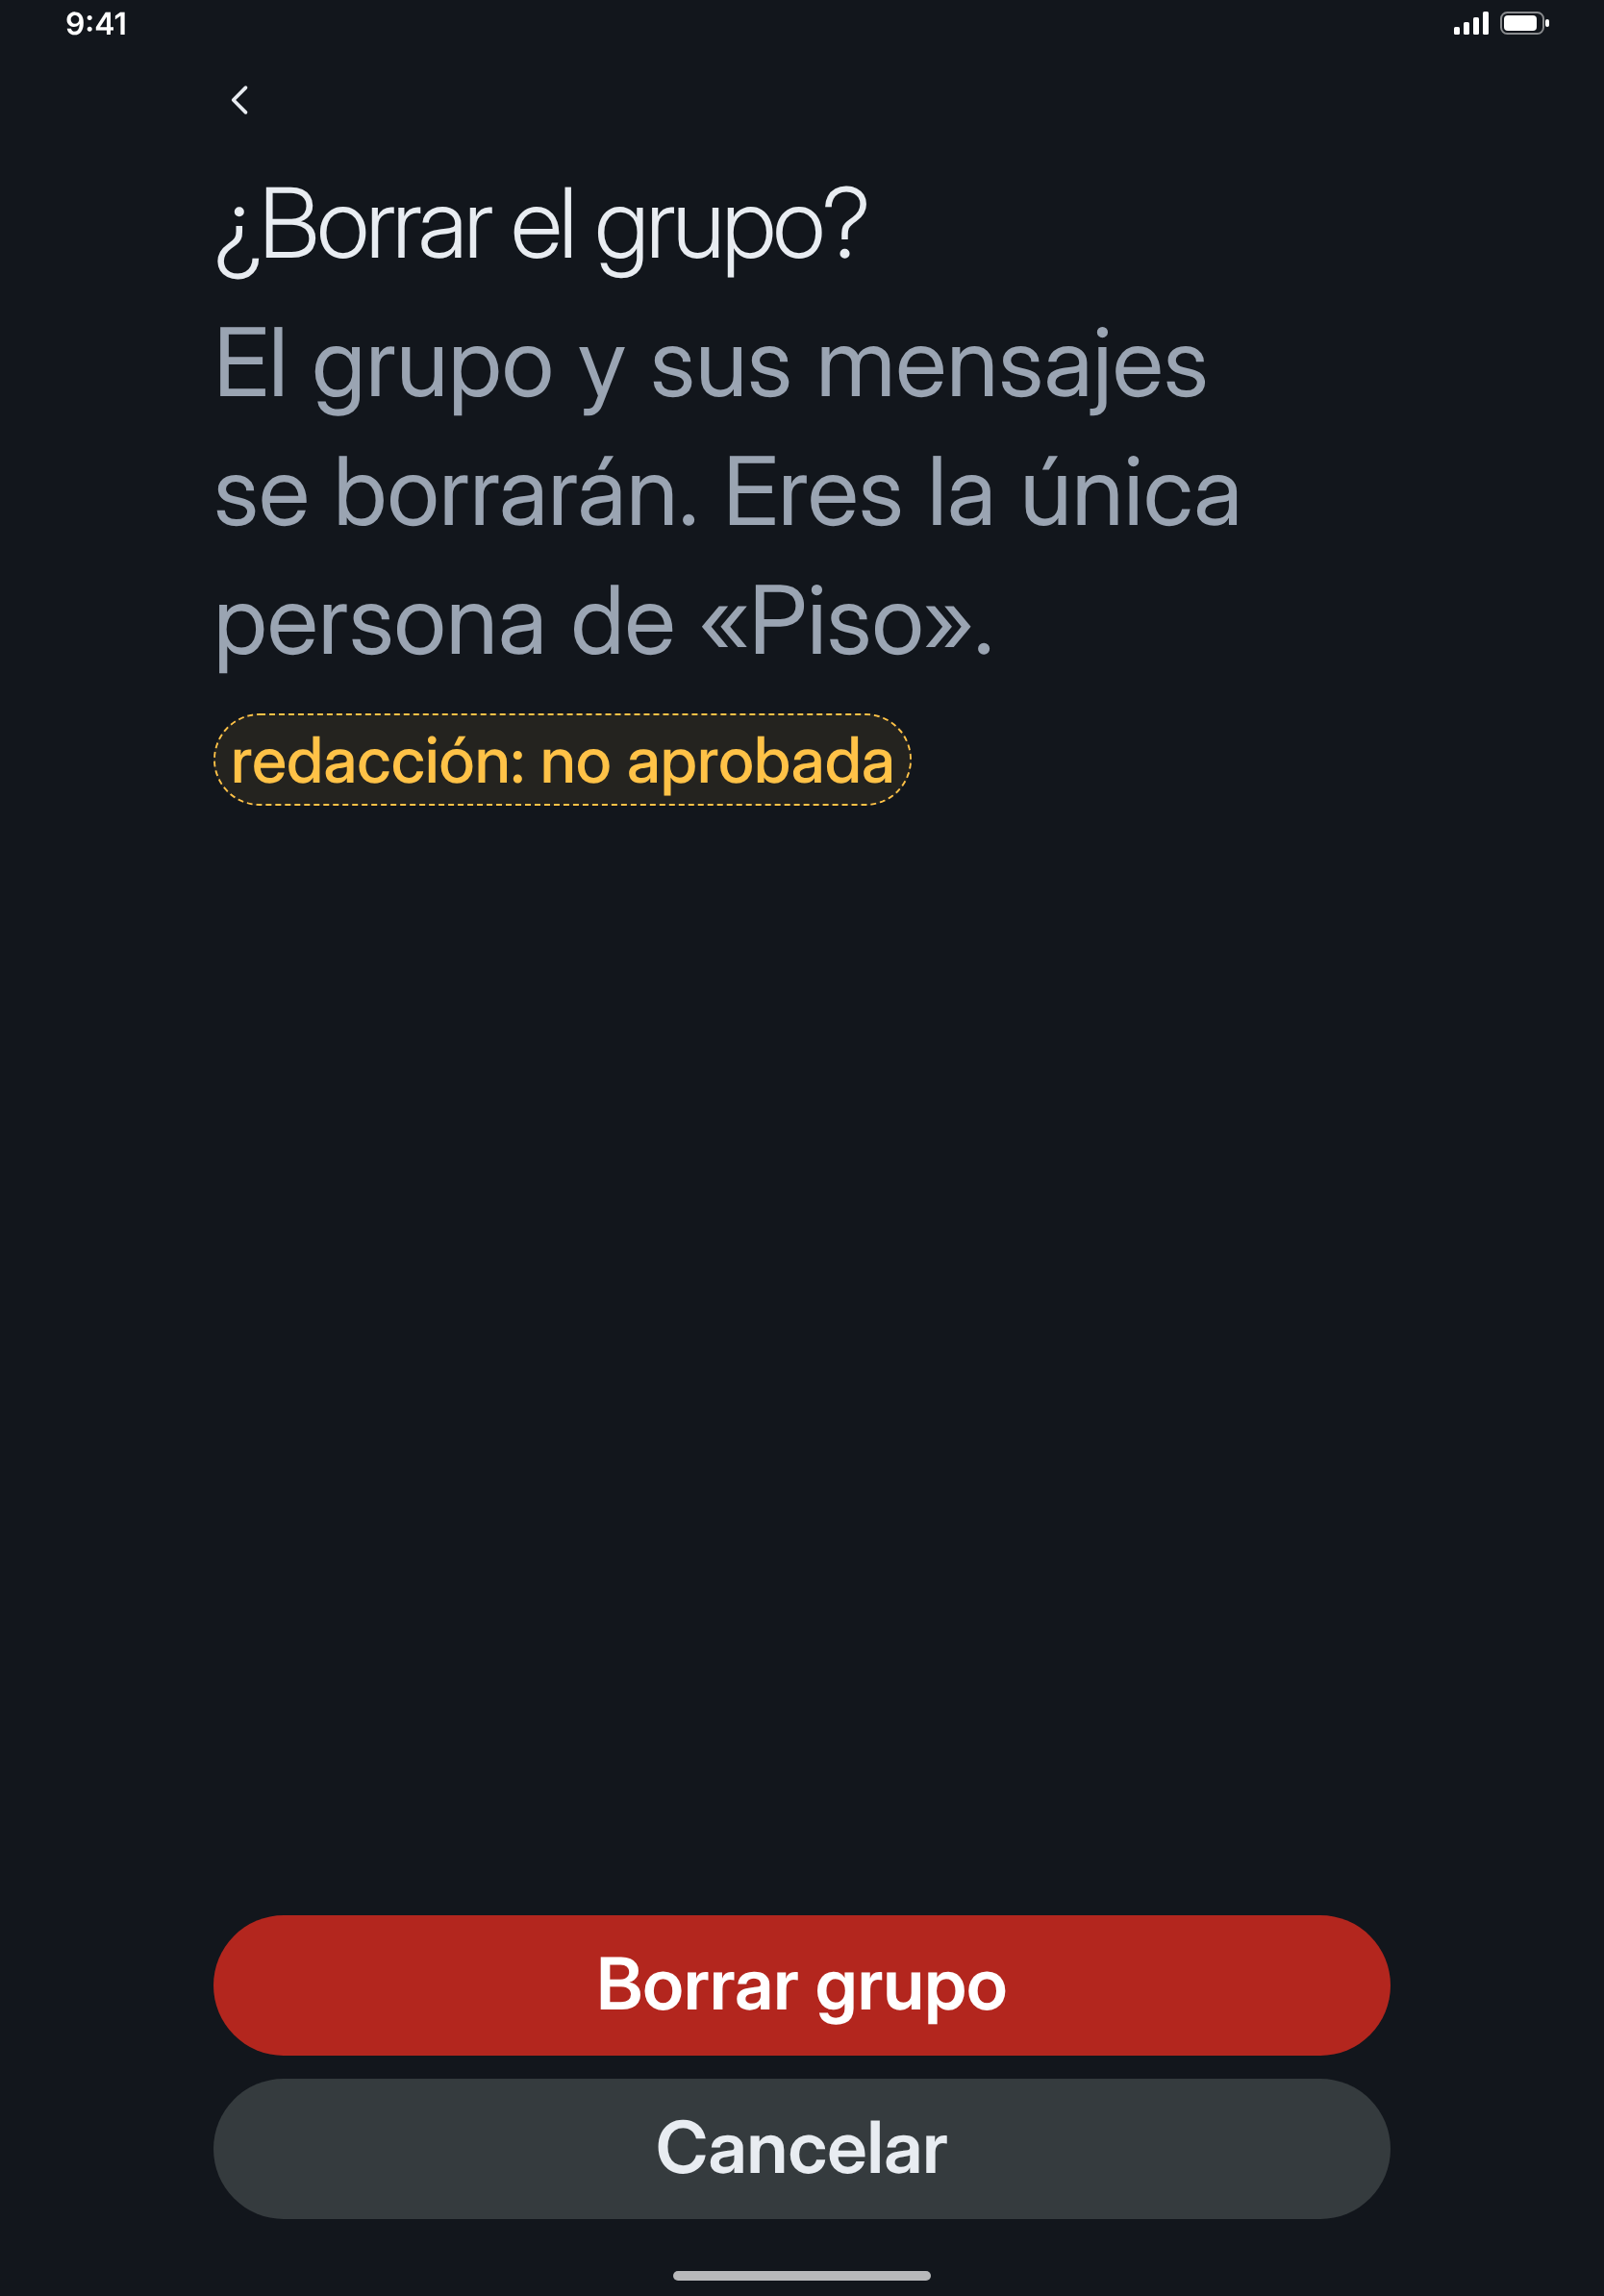 9:41
¿Borrar el grupo?
El grupo y sus mensajes
se borrarán. Eres la única
persona de «Piso».
redacción: no aprobada
Borrar grupo
Cancelar